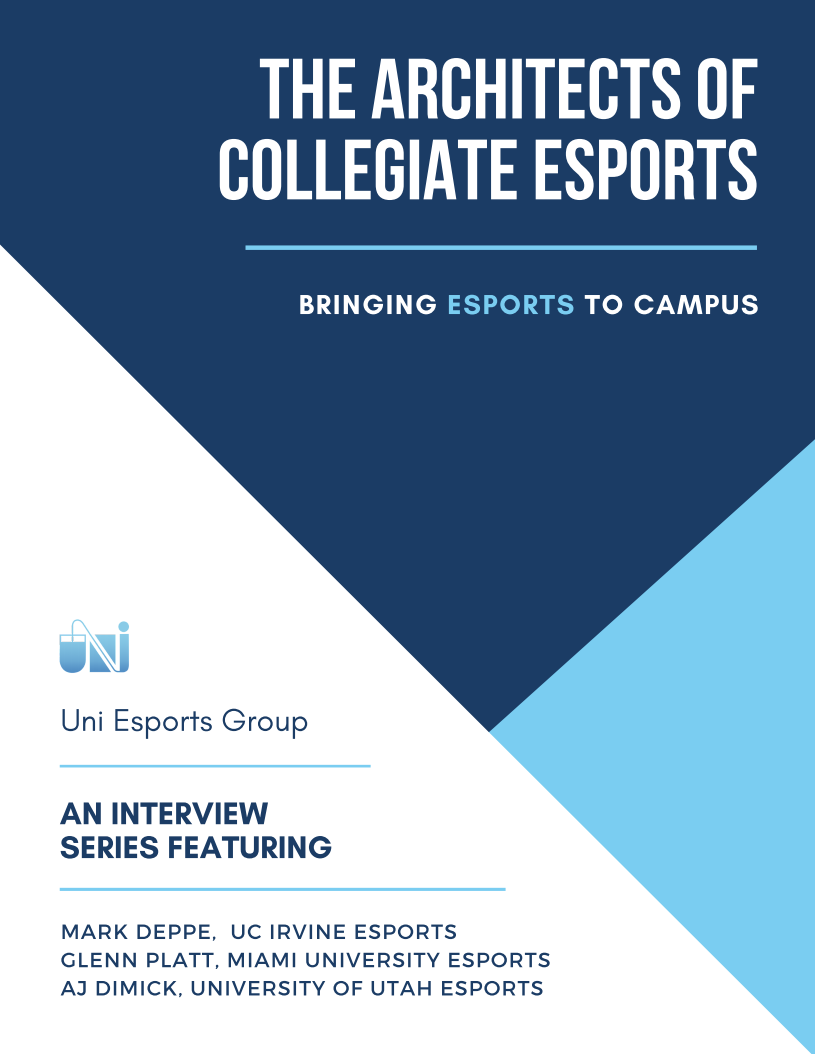 THE ARCHITECTS OF
COLLEGIATE ESPORTS
BRINGING ESPORTS TO CAMPUS
UNi
Uni Esports Group
AN INTERVIEW
SERIES FEATURING
MARK DEPPE, UC IRVINE ESPORTS
GLENN PLATT, MIAMI UNIVERSITY ESPORTS
AJ DIMICK, UNIVERSITY OF UTAH ESPORTS